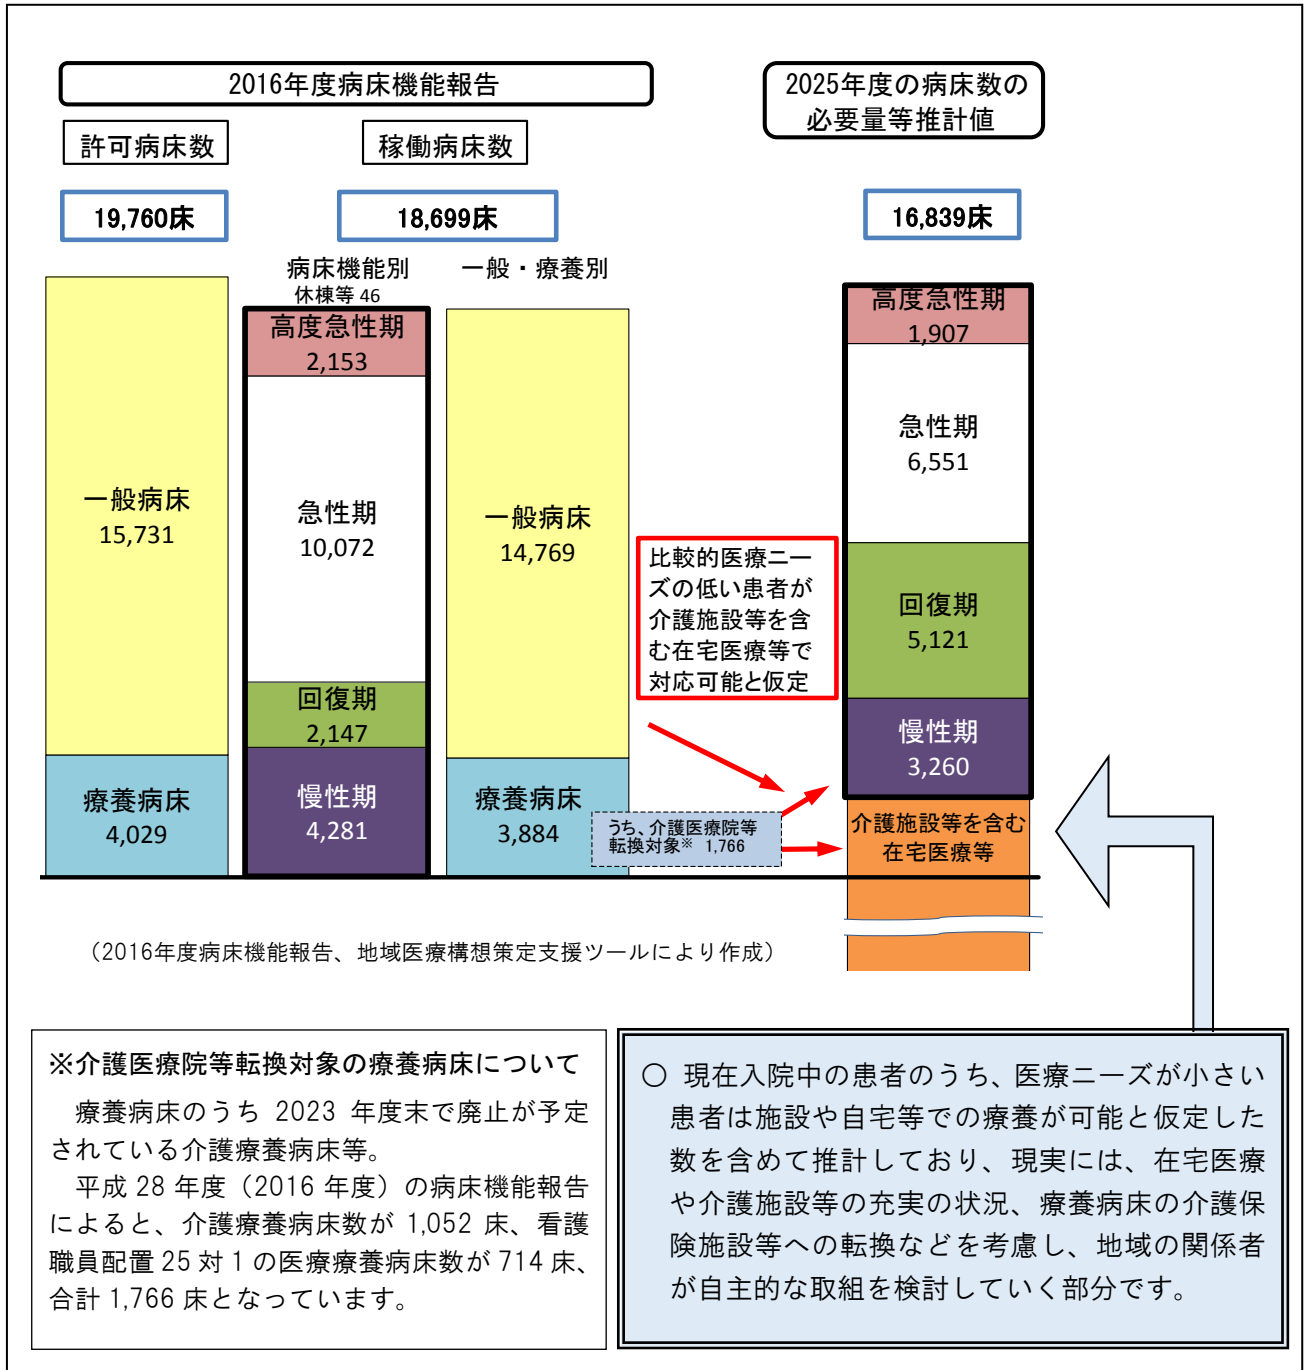 2016年度病床機能報告
2025年度の病床数の
必要量等推計値
許可病床数
稼働病床数
19,760床
18,699床
16,839床
病床機能別
休棟等 46
一般・療養別
一般病床
15,731
療養病床
4,029
高度急性期
2,153
急性期
10,072
回復期
2,147
慢性期
4,281
一般病床
14,769
療養病床
3,884
比較的医療ニー
ズの低い患者が
介護施設等を含
む在宅医療等で
対応可能と仮定
うち、介護医療院等
転換対象※ 1,766
高度急性期
1,907
急性期
6,551
回復期
5,121
慢性期
3,260
介護施設等を含む
在宅医療等
（2016年度病床機能報告、地域医療構想策定支援ツールにより作成）
※介護医療院等転換対象の療養病床について
療養病床のうち 2023 年度末で廃止が予定
されている介護療養病床等。
平成 28 年度（2016 年度）の病床機能報告
によると、介護療養病床数が 1,052 床、看護
職員配置 25 対 1 の医療療養病床数が 714 床、
合計 1,766 床となっています。
○ 現在入院中の患者のうち、医療ニーズが小さい
患者は施設や自宅等での療養が可能と仮定した
数を含めて推計しており、現実には、在宅医療
や介護施設等の充実の状況、療養病床の介護保
険施設等への転換などを考慮し、地域の関係者
が自主的な取組を検討していく部分です。